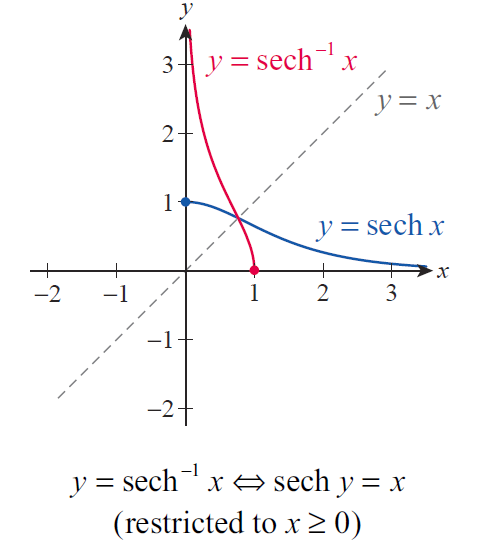 y
3
y = sech⁻¹ x
y = x
2
1
y = sech x
−2 −1 1 2 3 x
−1
−2
y = sech⁻¹ x ⇔ sech y = x
(restricted to x ≥ 0)